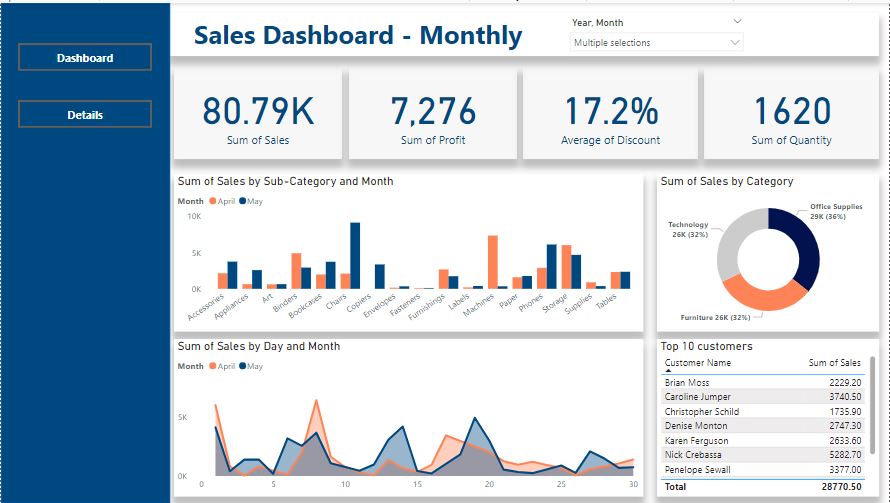 Dashboard
Details
Sales Dashboard - Monthly
Year, Month
Multiple selections
80.79K
Sum of Sales
7,276
Sum of Profit
17.2%
Average of Discount
1620
Sum of Quantity
Sum of Sales by Sub-Category and Month
Month April May
10K
5K
0K
Accessories
Appliances
Art
Binders
Bookcases
Chairs
Copiers
Envelopes
Fasteners
Furnishings
Labels
Machines
Paper
Phones
Storage
Supplies
Tables
Sum of Sales by Category
Office Supplies
29K (36%)
Technology
26K (32%)
Furniture 26K (32%)
Sum of Sales by Day and Month
Month April May
5K
0K
0 5 10 15 20 25 30
Top 10 customers
Customer Name Sum of Sales
Brian Moss 2229.20
Caroline Jumper 3740.50
Christopher Schild 1735.90
Denise Monton 2747.30
Karen Ferguson 2633.60
Nick Crebassa 5282.70
Penelope Sewall 3377.00
Total 28770.50